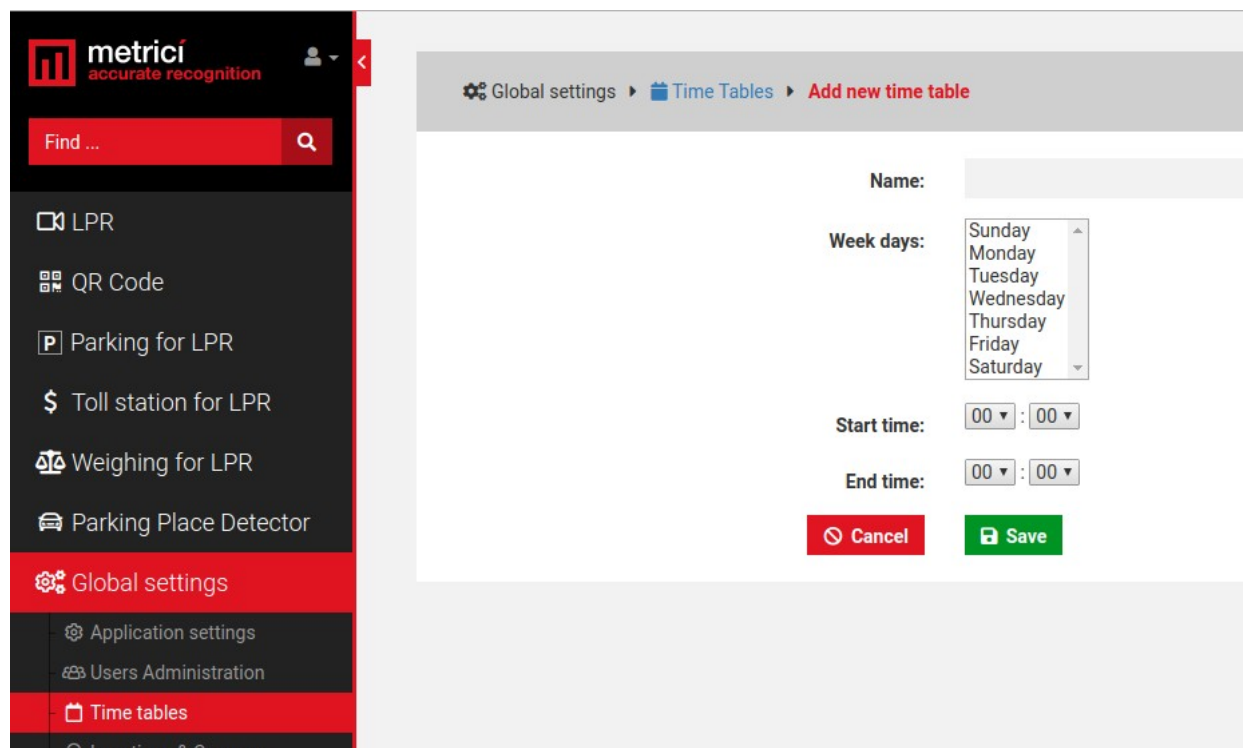 metrici
accurate recognition
Find ...
LPR
QR Code
P Parking for LPR
$ Toll station for LPR
Weighing for LPR
Parking Place Detector
Global settings
Application settings
Users Administration
Time tables
Global settings Time Tables Add new time table
Name:
Week days:
Sunday
Monday
Tuesday
Wednesday
Thursday
Friday
Saturday
Start time: 00 : 00
End time: 00 : 00
Cancel Save